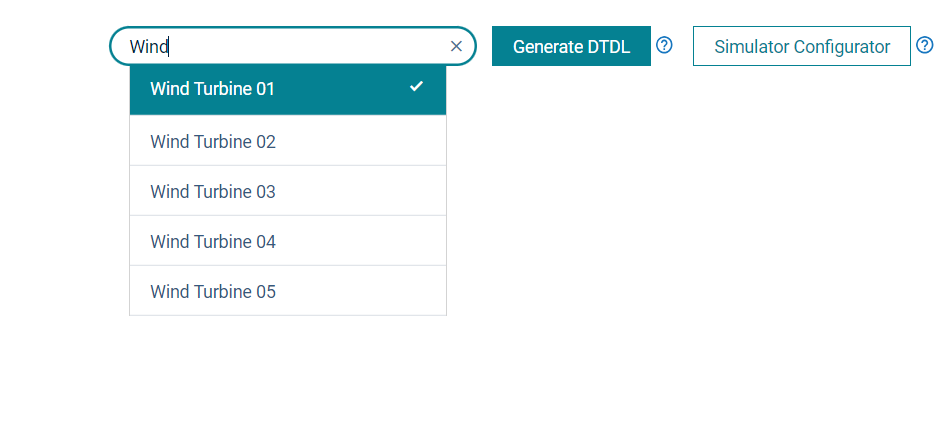 Wind
Generate DTDL
Simulator Configurator
Wind Turbine 01
Wind Turbine 02
Wind Turbine 03
Wind Turbine 04
Wind Turbine 05